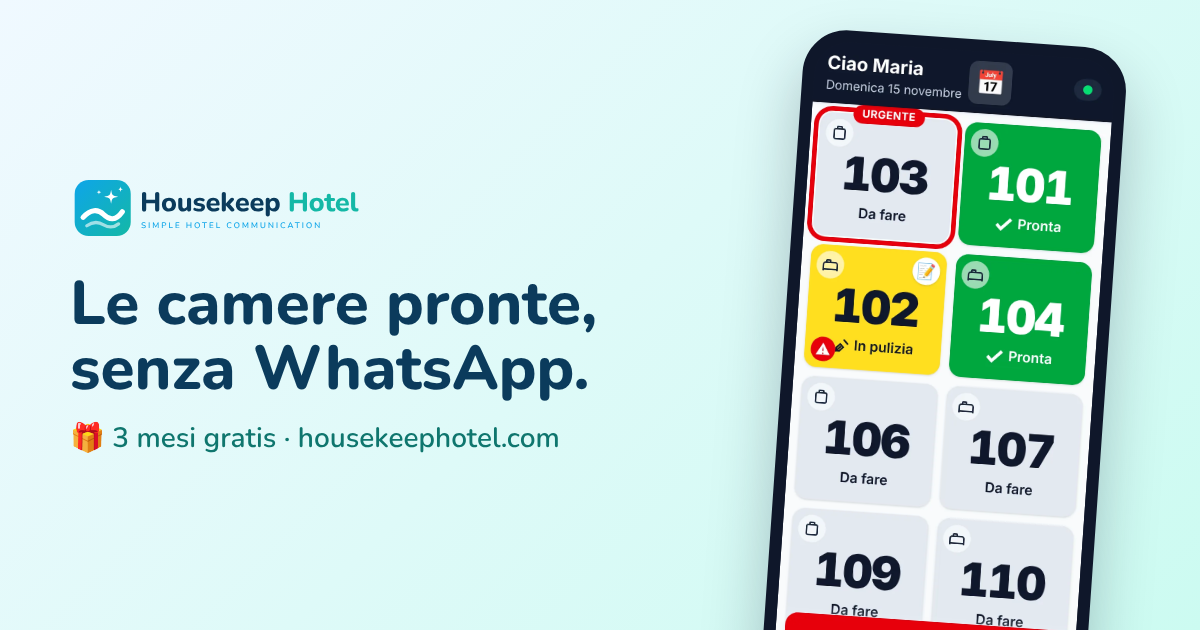 Housekeep Hotel
SIMPLE HOTEL COMMUNICATION
Le camere pronte,
senza WhatsApp.
🎁 3 mesi gratis · housekeephotel.com
Ciao Maria
Domenica 15 novembre
July
17
URGENTE
103
Da fare
101
Pronta
102
In pulizia
104
Pronta
106
Da fare
107
Da fare
109
Da fare
110
Da fare